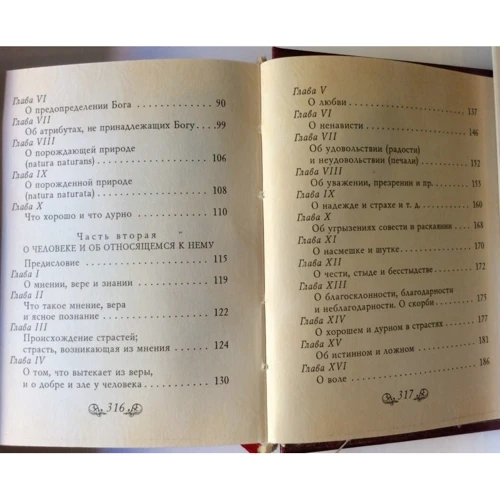 Глава VI
О предопределении Бога . . . . . . . . . . . . 90
Глава VII
Об атрибутах, не принадлежащих Богу . . . 99
Глава VIII
О порождающей природе
(natura naturans) . . . . . . . . . . . . . . . 106
Глава IX
О порожденной природе
(natura naturata) . . . . . . . . . . . . . . . 108
Глава X
Что хорошо и что дурно . . . . . . . . . . . . 110
Часть вторая
О ЧЕЛОВЕКЕ И ОБ ОТНОСЯЩЕМСЯ К НЕМУ
Предисловие . . . . . . . . . . . . . . . . . . 115
Глава I
О мнении, вере и знании . . . . . . . . . . . 119
Глава II
Что такое мнение, вера
и ясное познание . . . . . . . . . . . . . . . 122
Глава III
Происхождение страстей;
страсть, возникающая из мнения . . . . . . 124
Глава IV
О том, что вытекает из веры,
и о добре и зле у человека . . . . . . . . . . 130
316
Глава V
О любви . . . . . . . . . . . . . . . . . . . . 137
Глава VI
О ненависти . . . . . . . . . . . . . . . . . . 146
Глава VII
Об удовольствии (радости)
и неудовольствии (печали) . . . . . . . . . . 152
Глава VIII
Об уважении, презрении и пр. . . . . . . . . 155
Глава IX
О надежде и страхе и т. д. . . . . . . . . . . 160
Глава X
Об угрызениях совести и раскаянии . . . . . 168
Глава XI
О насмешке и шутке . . . . . . . . . . . . . . 170
Глава XII
О чести, стыде и бесстыдстве . . . . . . . . . 172
Глава XIII
О благосклонности, благодарности
и неблагодарности. О скорби . . . . . . . . . 175
Глава XIV
О хорошем и дурном в страстях . . . . . . . 177
Глава XV
Об истинном и ложном . . . . . . . . . . . . 181
Глава XVI
О воле . . . . . . . . . . . . . . . . . . . . . 186
317